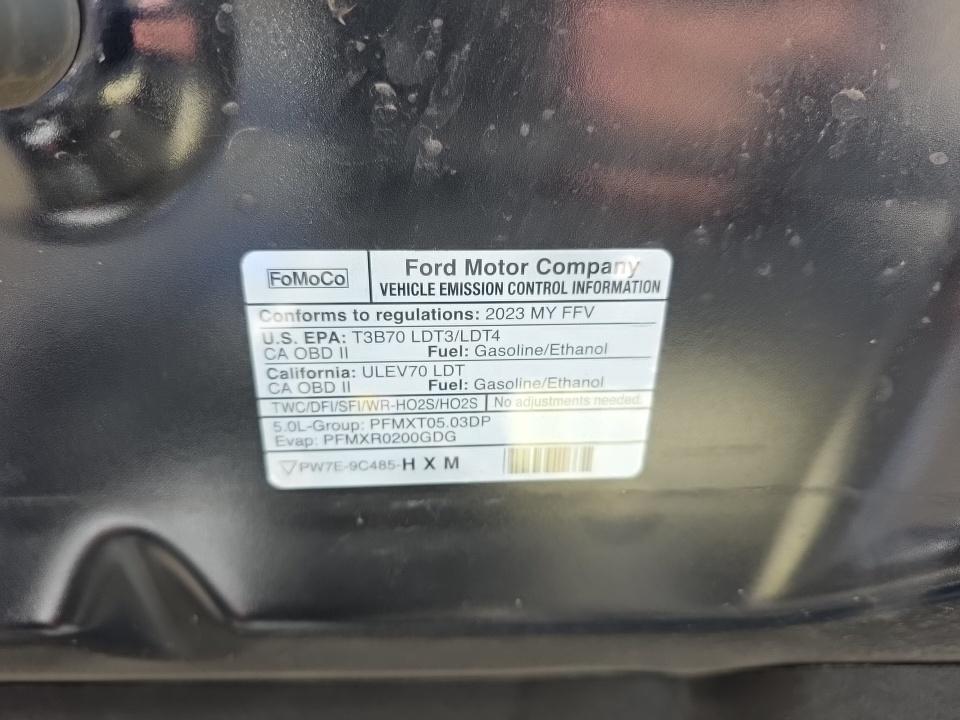 FoMoCo
Ford Motor Company
VEHICLE EMISSION CONTROL INFORMATION
Conforms to regulations: 2023 MY FFV
U.S. EPA: T3B70 LDT3/LDT4
CA OBD II Fuel: Gasoline/Ethanol
California: ULEV70 LDT
CA OBD II Fuel: Gasoline/Ethanol
TWC/DFI/SFI/WR-HO2S/HO2S No adjustments needed.
5.0L-Group: PFMXT05.03DP
Evap: PFMXR0200GDG
PW7E-9C485-H X M